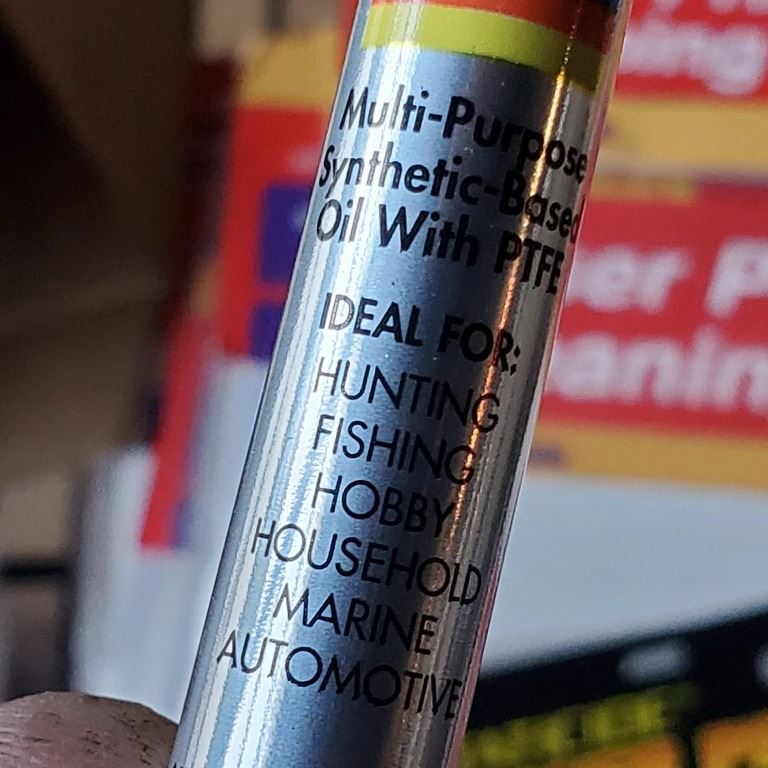 Multi-Purpose
Synthetic-Based
Oil With PTFE
IDEAL FOR:
HUNTING
FISHING
HOBBY
HOUSEHOLD
MARINE
AUTOMOTIVE